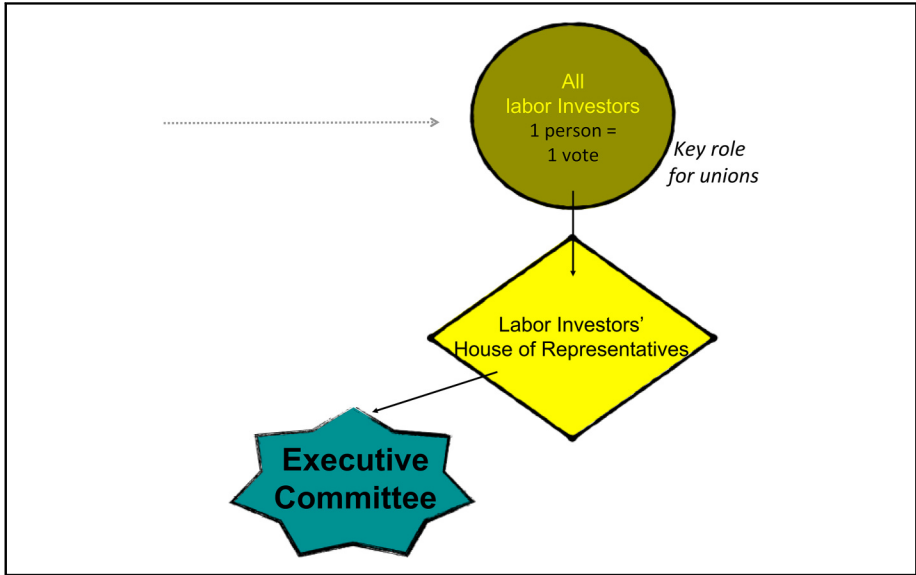 All
labor Investors
1 person =
1 vote
Key role
for unions
Labor Investors’
House of Representatives
Executive
Committee